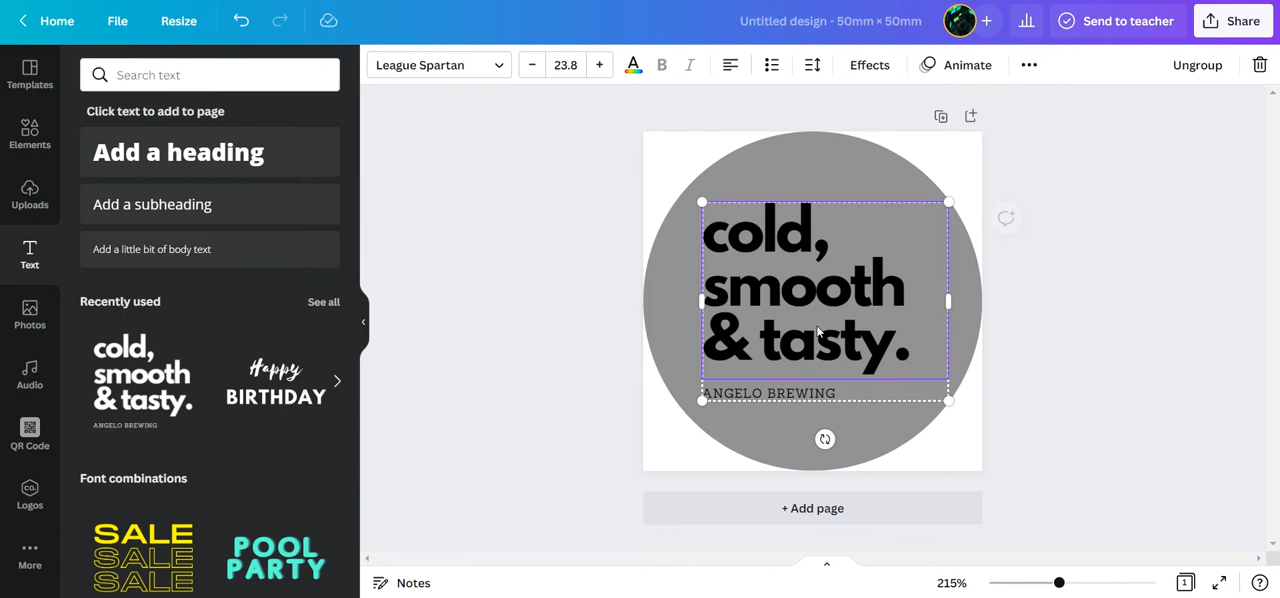 Home File Resize Untitled design - 50mm × 50mm + Send to teacher Share
Templates
Elements
Uploads
Text
Photos
Audio
QR Code
CO.
Logos
More
Search text
Click text to add to page
Add a heading
Add a subheading
Add a little bit of body text
Recently used See all
cold,
smooth
& tasty.
ANGELO BREWING
Happy
BIRTHDAY
Font combinations
SALE
SALE
SALE
POOL
PARTY
League Spartan − 23.8 + A B I Effects Animate Ungroup
cold,
smooth
& tasty.
ANGELO BREWING
+ Add page
Notes 215% 1 ?